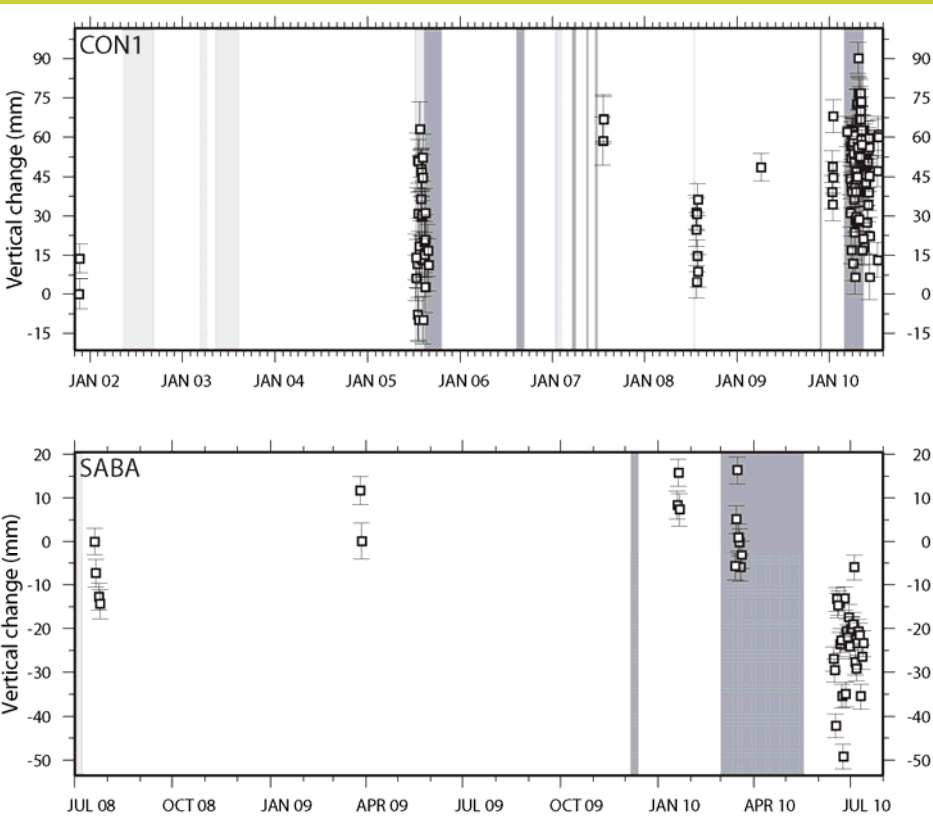 CON1
90 90
75 75
60 60
45 45
30 30
15 15
0 0
-15 -15
Vertical change (mm)
JAN 02 JAN 03 JAN 04 JAN 05 JAN 06 JAN 07 JAN 08 JAN 09 JAN 10
SABA
20 20
10 10
0 0
-10 -10
-20 -20
-30 -30
-40 -40
-50 -50
Vertical change (mm)
JUL 08 OCT 08 JAN 09 APR 09 JUL 09 OCT 09 JAN 10 APR 10 JUL 10